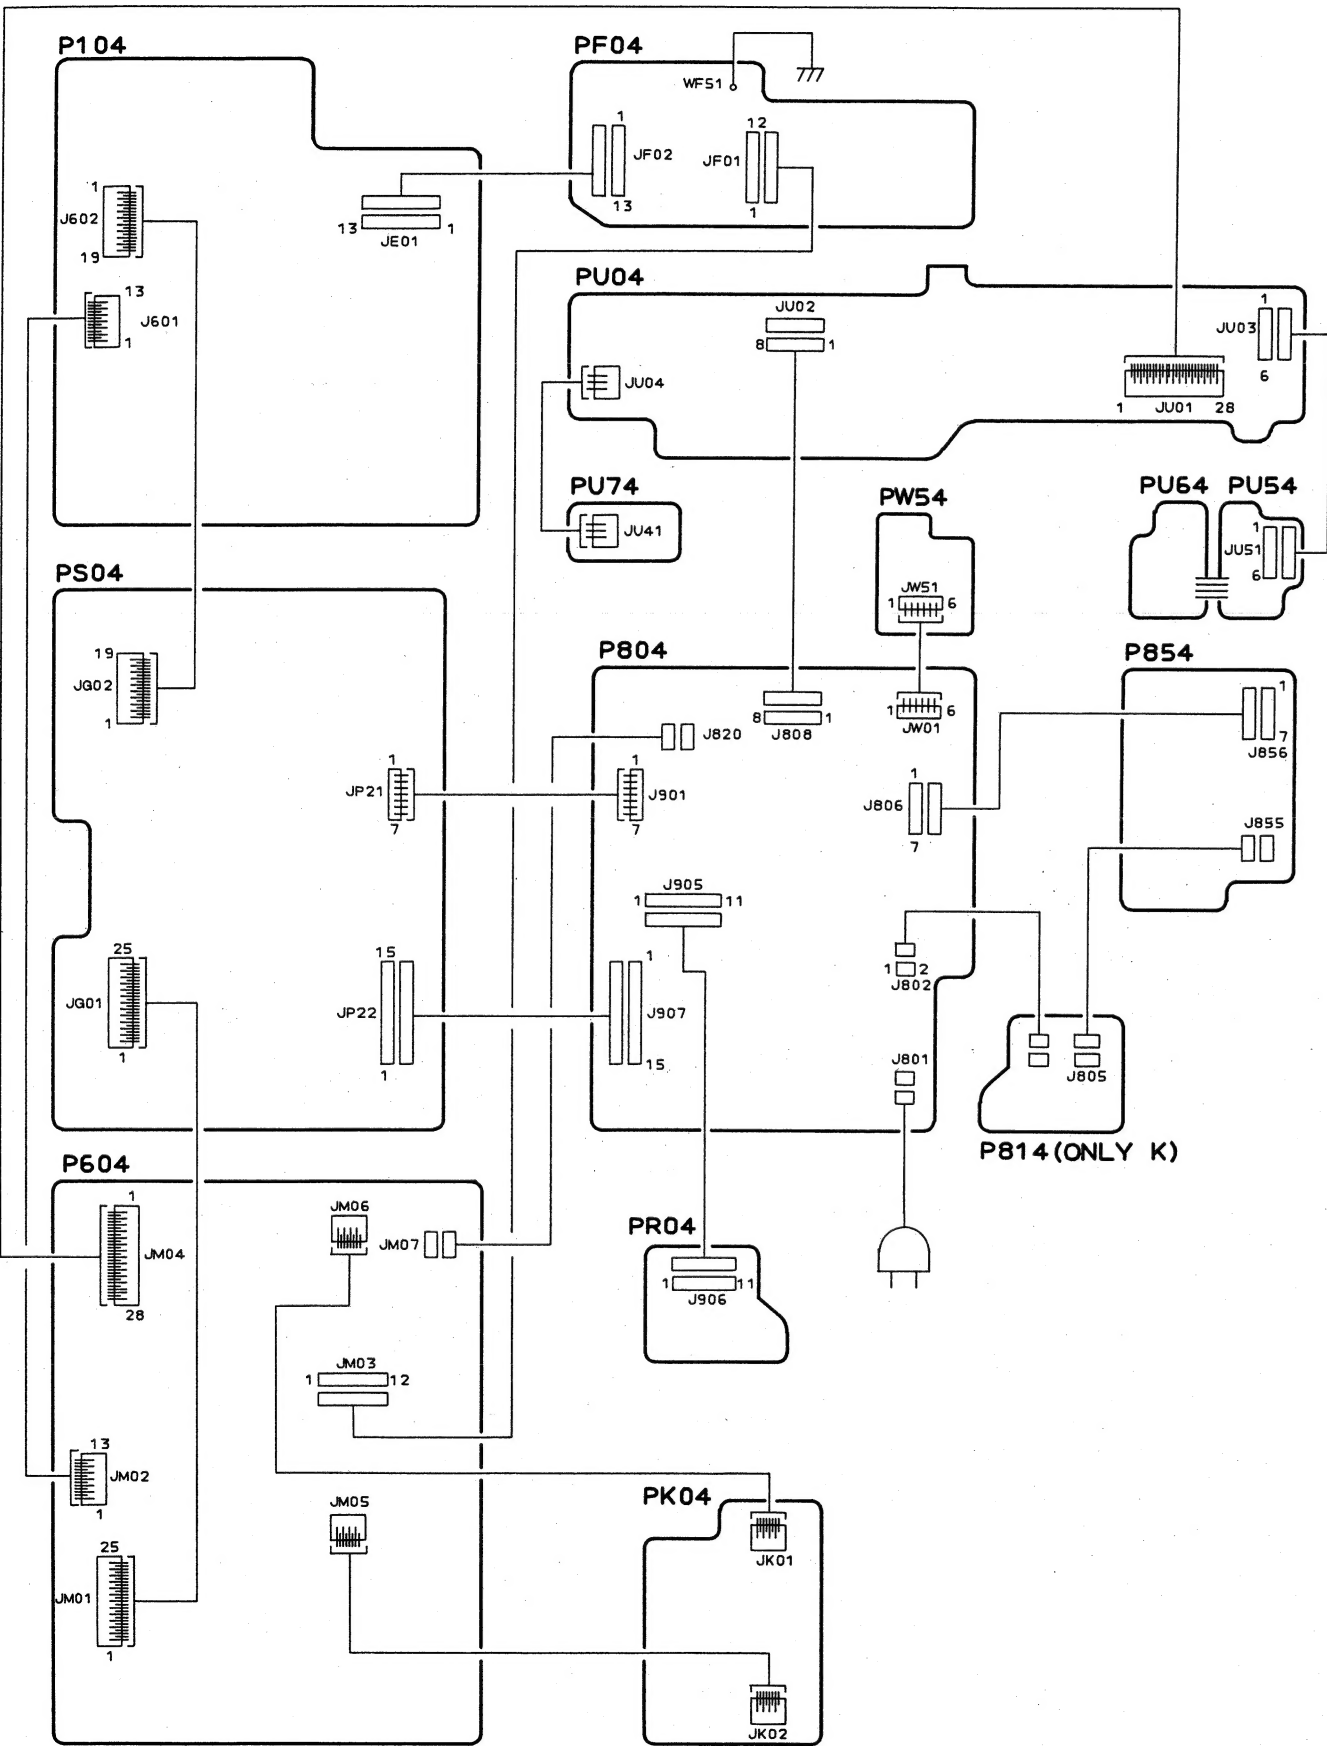 P104
1
J602
19
13
J601
1
13
1
JE01
PF04
WF51
1
JF02
13
12
JF01
1
PU04
JU02
8
1
JU04
1
JU03
6
1
JU01
28
PU74
JU41
PW54
JW51
1
6
PU64
PU54
1
JU51
6
PS04
19
JG02
1
1
JP21
7
25
JG01
1
15
JP22
1
P804
8
1
J808
J820
1
6
JW01
1
J901
7
1
J806
7
J905
1
11
1
J907
15
1
2
J802
J801
P854
1
7
J856
J855
J805
P814(ONLY K)
P604
1
JM04
28
JM06
JM07
JM03
1
12
13
JM02
1
JM05
25
JM01
1
PR04
1
11
J906
PK04
JK01
JK02